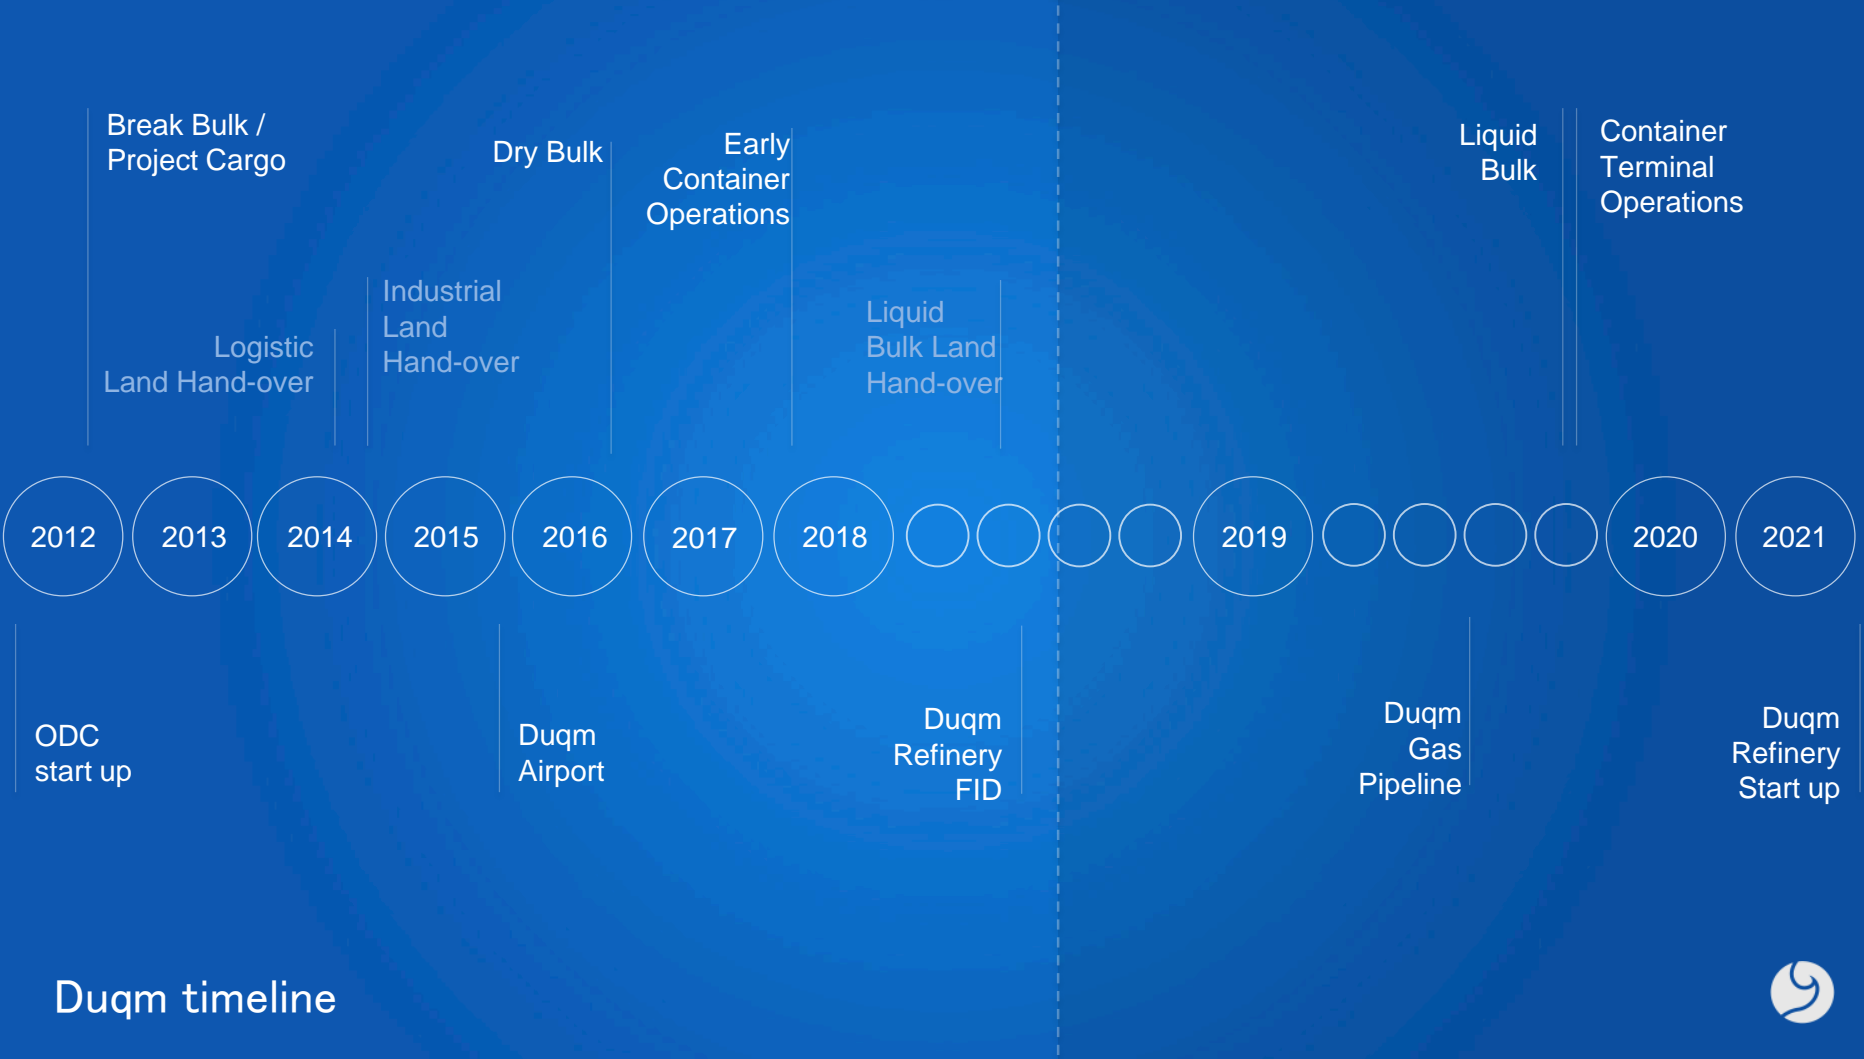 Break Bulk /
Project Cargo
Dry Bulk
Early
Container
Operations
Liquid
Bulk
Container
Terminal
Operations
Logistic
Land Hand-over
Industrial
Land
Hand-over
Liquid
Bulk Land
Hand-over
2012
2013
2014
2015
2016
2017
2018
2019
2020
2021
ODC
start up
Duqm
Airport
Duqm
Refinery
FID
Duqm
Gas
Pipeline
Duqm
Refinery
Start up
Duqm timeline